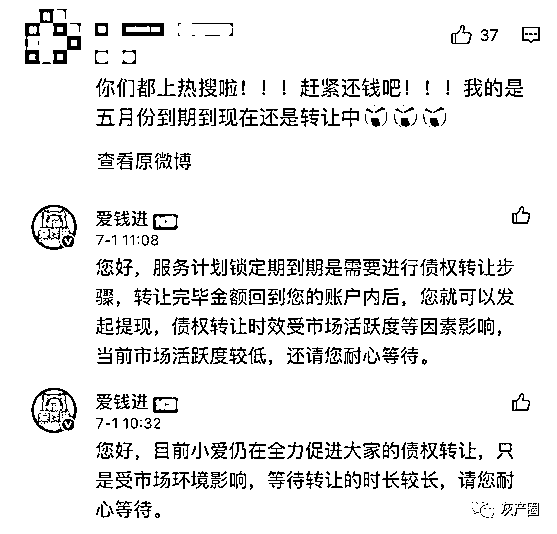 37
你们都上热搜啦！！！赶紧还钱吧！！！我的是
五月份到期到现在还是转让中
查看原微博
爱钱进
7-1 11:08
您好，服务计划锁定期到期是需要进行债权转让步
骤，转让完毕金额回到您的账户内后，您就可以发
起提现，债权转让时效受市场活跃度等因素影响，
当前市场活跃度较低，还请您耐心等待。
爱钱进
7-1 10:32
您好，目前小爱仍在全力促进大家的债权转让，只
是受市场环境影响，等待转让的时长较长，请您耐
心等待。
灰产圈